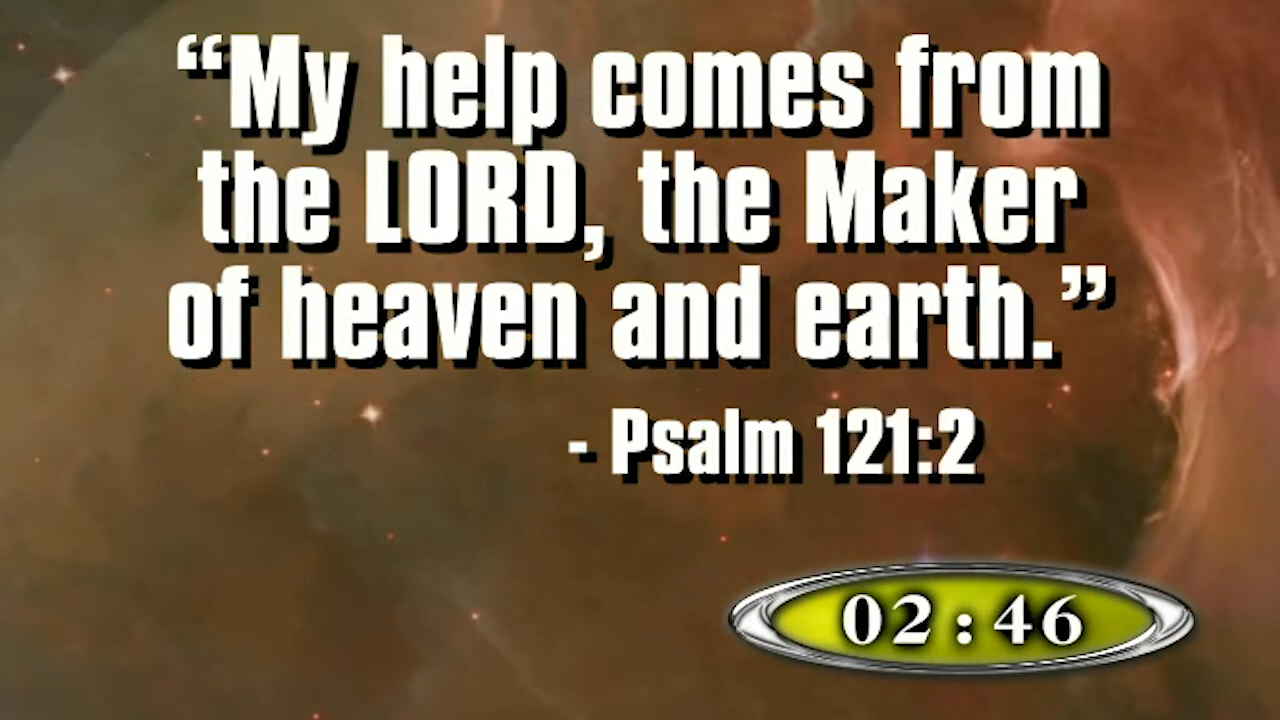 “My help comes from
the LORD, the Maker
of heaven and earth.”
- Psalm 121:2
02:46